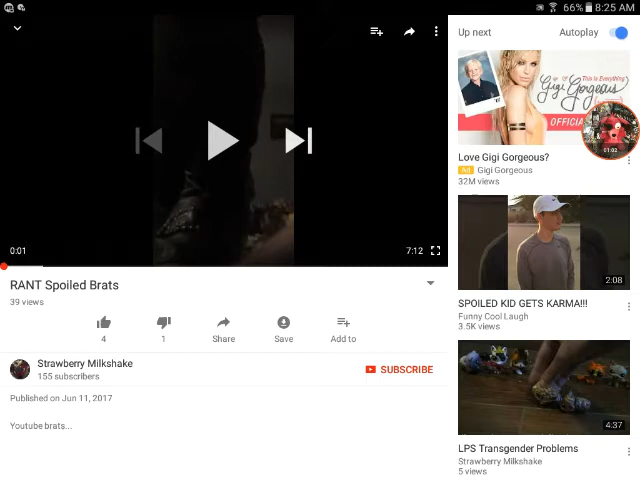 66% 8:25 AM
Up next
Autoplay
This is Everything
Gigi Gorgeous
OFFICIA
01:02
Love Gigi Gorgeous?
Ad Gigi Gorgeous
32M views
0:01
7:12
RANT Spoiled Brats
39 views
4
1
Share
Save
Add to
Strawberry Milkshake
155 subscribers
SUBSCRIBE
Published on Jun 11, 2017
Youtube brats...
2:08
SPOILED KID GETS KARMA!!!
Funny Cool Laugh
3.5K views
4:37
LPS Transgender Problems
Strawberry Milkshake
5 views